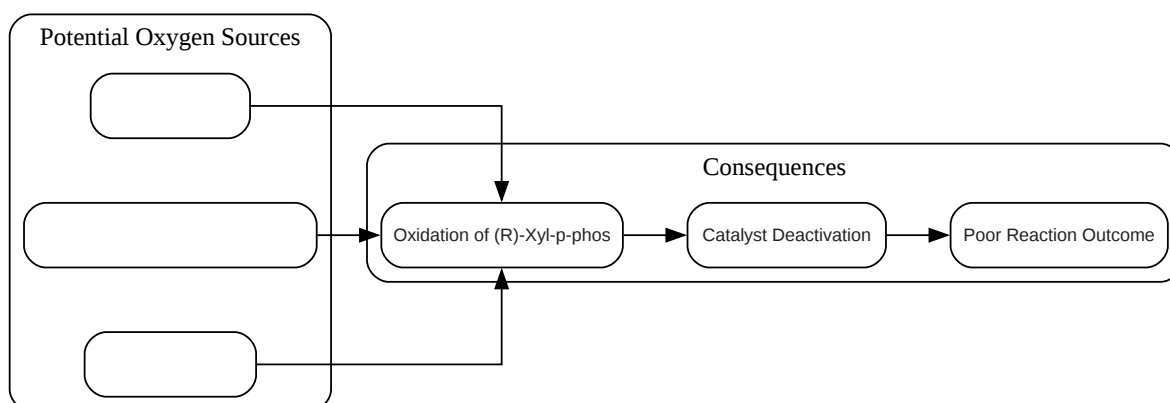 Potential Oxygen Sources
Consequences
Oxidation of (R)-Xyl-p-phos
Catalyst Deactivation
Poor Reaction Outcome